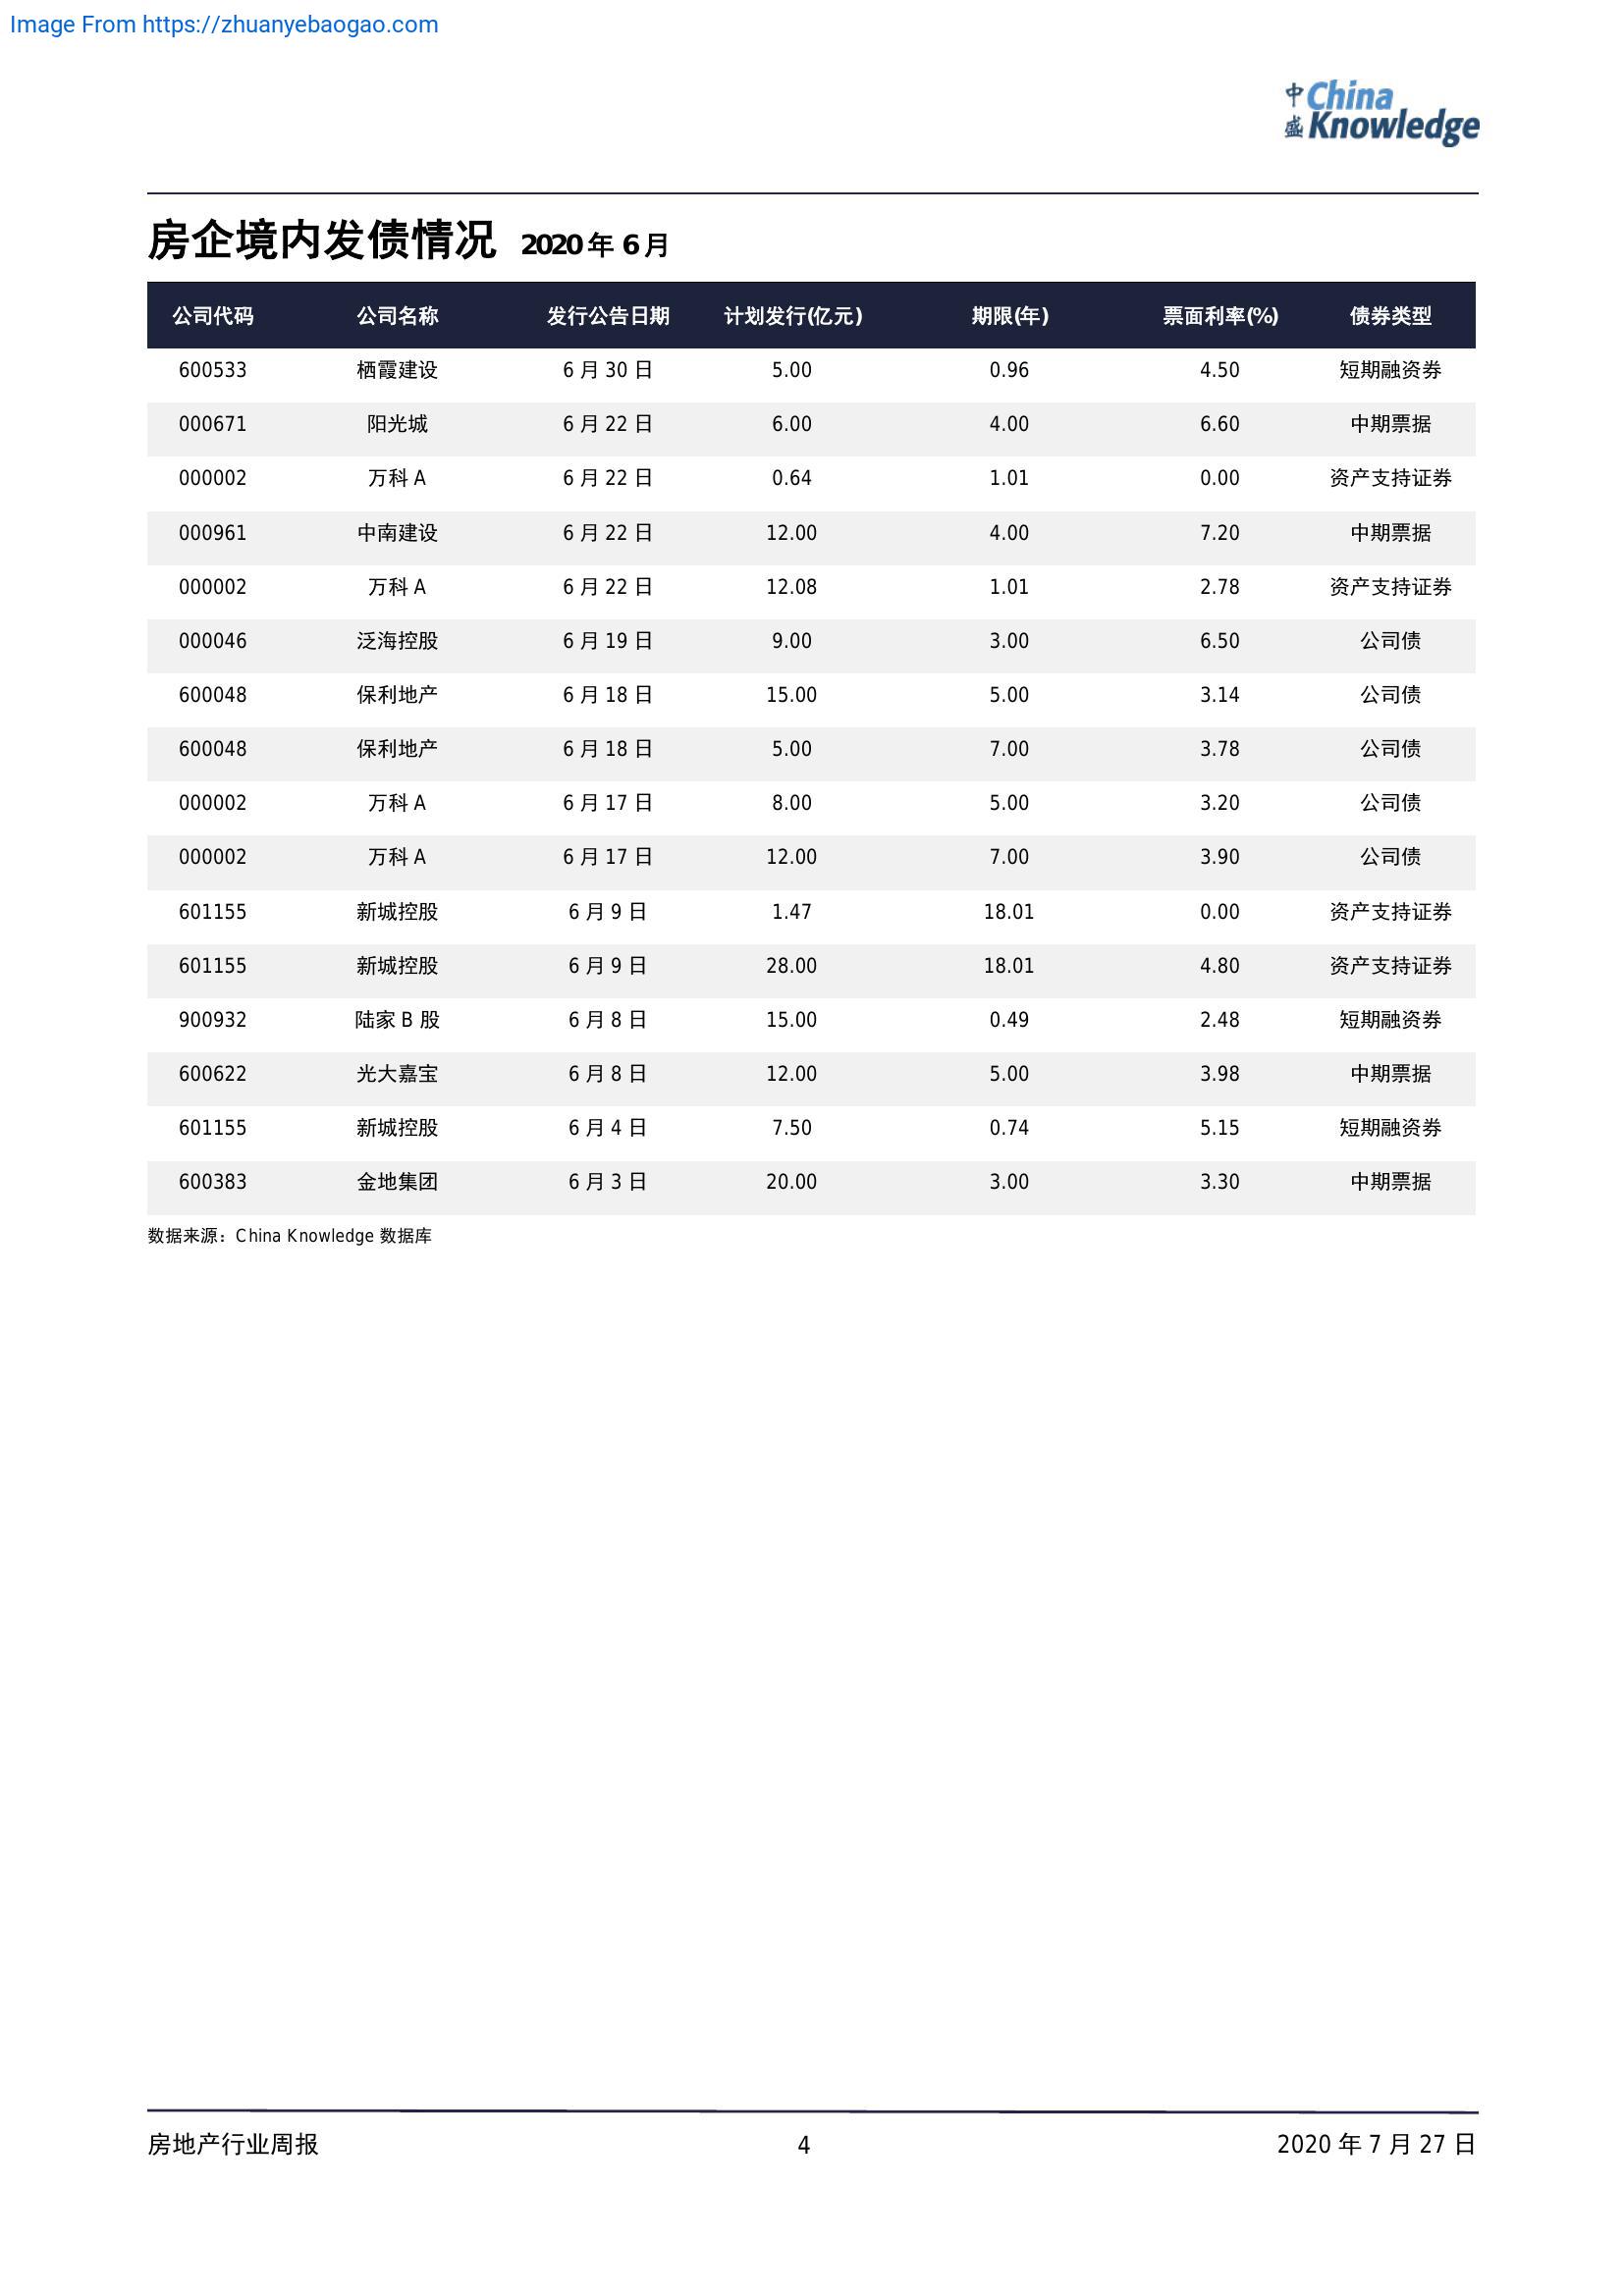 Image From https://zhuanyebaogao.com
中 China
盛 Knowledge
房企境内发债情况 2020 年 6 月
公司代码 公司名称 发行公告日期 计划发行(亿元) 期限(年) 票面利率(%) 债券类型
600533 栖霞建设 6 月 30 日 5.00 0.96 4.50 短期融资券
000671 阳光城 6 月 22 日 6.00 4.00 6.60 中期票据
000002 万科 A 6 月 22 日 0.64 1.01 0.00 资产支持证券
000961 中南建设 6 月 22 日 12.00 4.00 7.20 中期票据
000002 万科 A 6 月 22 日 12.08 1.01 2.78 资产支持证券
000046 泛海控股 6 月 19 日 9.00 3.00 6.50 公司债
600048 保利地产 6 月 18 日 15.00 5.00 3.14 公司债
600048 保利地产 6 月 18 日 5.00 7.00 3.78 公司债
000002 万科 A 6 月 17 日 8.00 5.00 3.20 公司债
000002 万科 A 6 月 17 日 12.00 7.00 3.90 公司债
601155 新城控股 6 月 9 日 1.47 18.01 0.00 资产支持证券
601155 新城控股 6 月 9 日 28.00 18.01 4.80 资产支持证券
900932 陆家 B 股 6 月 8 日 15.00 0.49 2.48 短期融资券
600622 光大嘉宝 6 月 8 日 12.00 5.00 3.98 中期票据
601155 新城控股 6 月 4 日 7.50 0.74 5.15 短期融资券
600383 金地集团 6 月 3 日 20.00 3.00 3.30 中期票据
数据来源：China Knowledge 数据库
房地产行业周报 4 2020 年 7 月 27 日